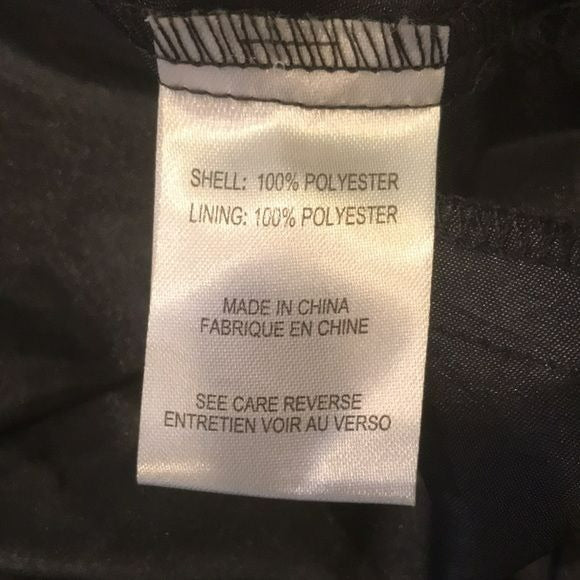 SHELL: 100% POLYESTER
LINING: 100% POLYESTER
MADE IN CHINA
FABRIQUE EN CHINE
SEE CARE REVERSE
ENTRETIEN VOIR AU VERSO